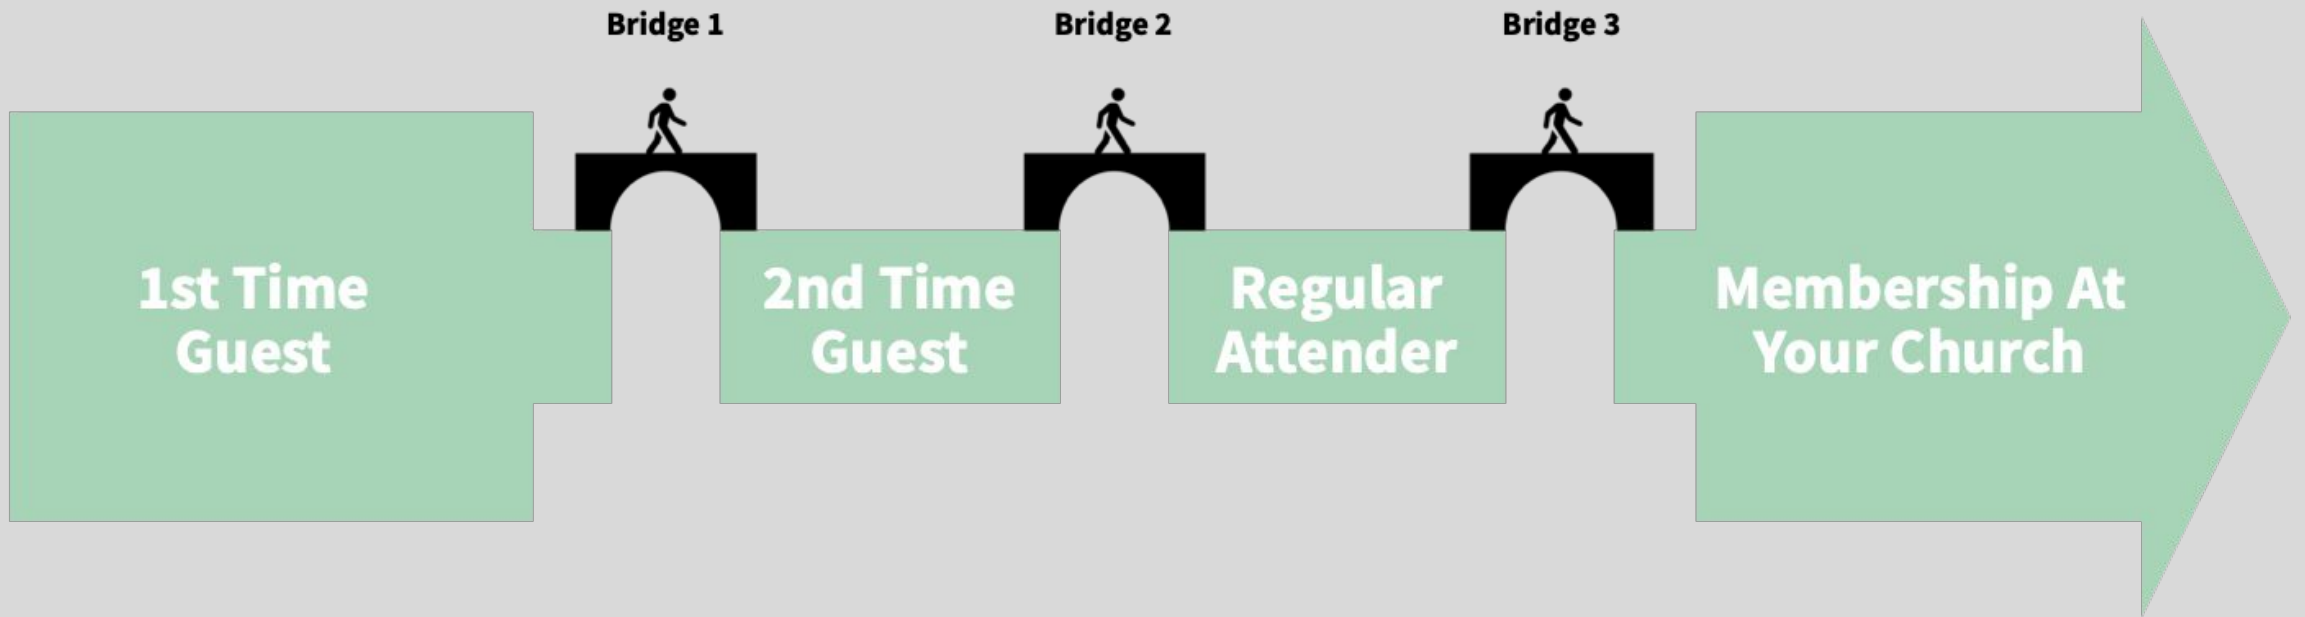 Bridge 1
Bridge 2
Bridge 3
1st Time
Guest
2nd Time
Guest
Regular
Attender
Membership At
Your Church